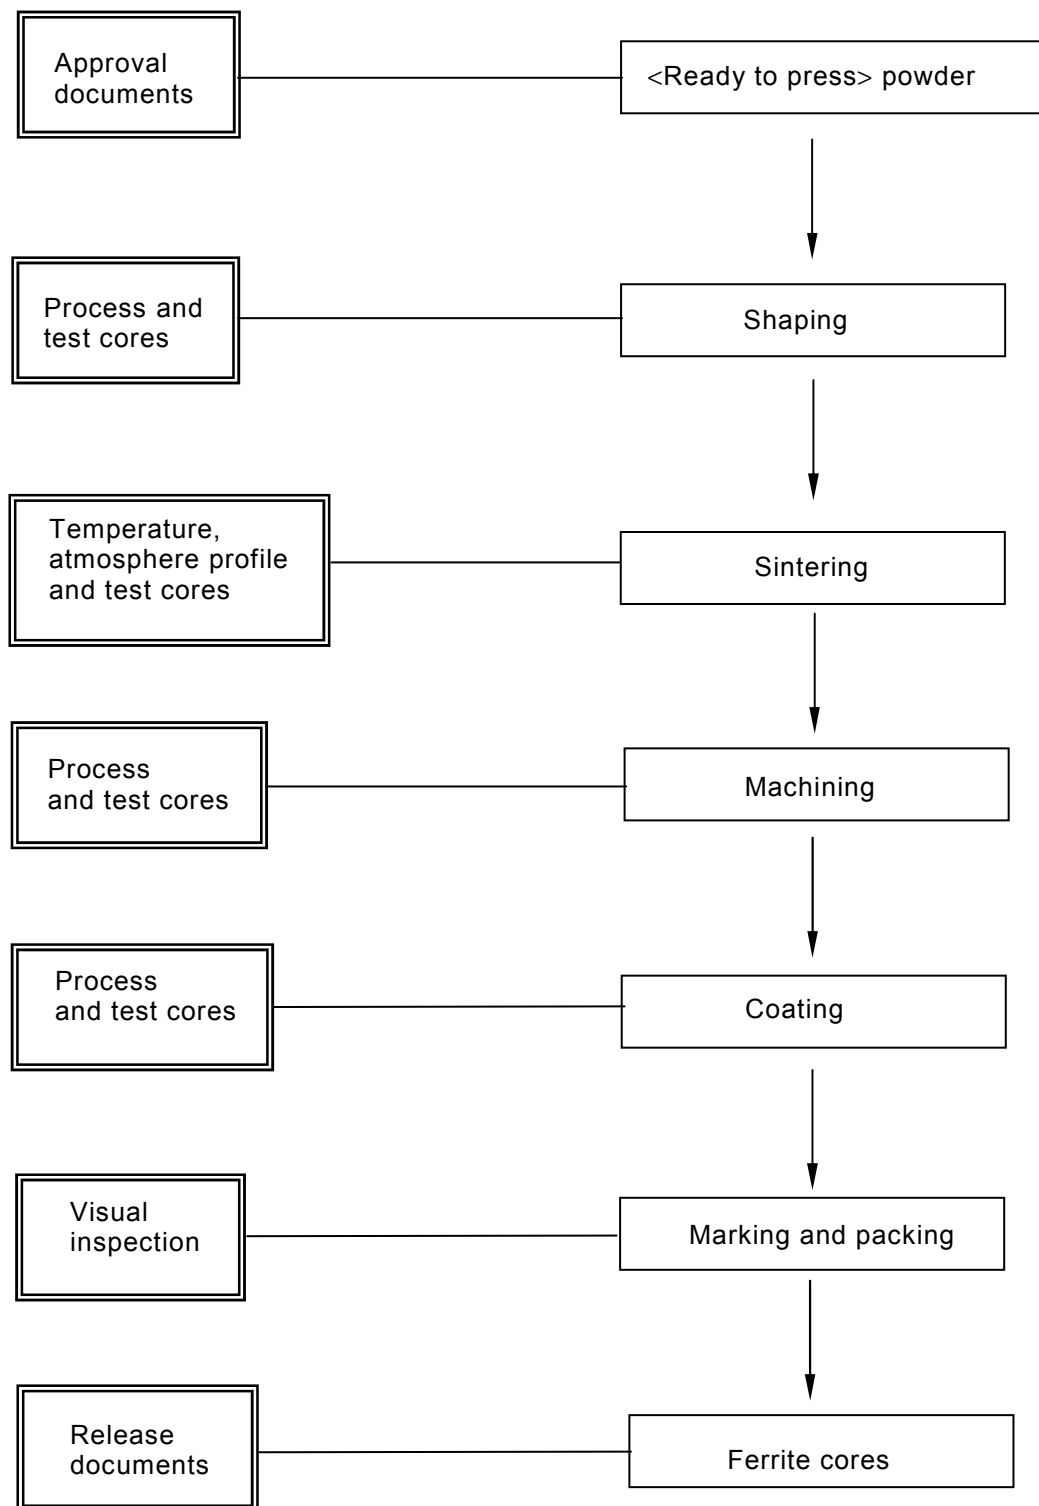 Approval
documents
<Ready to press> powder
Process and
test cores
Shaping
Temperature,
atmosphere profile
and test cores
Sintering
Process
and test cores
Machining
Process
and test cores
Coating
Visual
inspection
Marking and packing
Release
documents
Ferrite cores